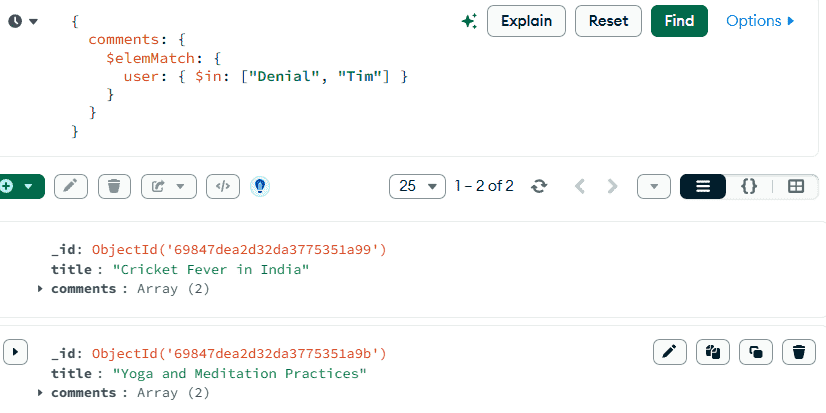 {
Explain Reset Find Options
comments: {
$elemMatch: {
user: { $in: ["Denial", "Tim"] }
}
}
}
</> 25 1 – 2 of 2 {}
_id: ObjectId('69847dea2d32da3775351a99')
title : "Cricket Fever in India"
comments : Array (2)
_id: ObjectId('69847dea2d32da3775351a9b')
title : "Yoga and Meditation Practices"
comments : Array (2)